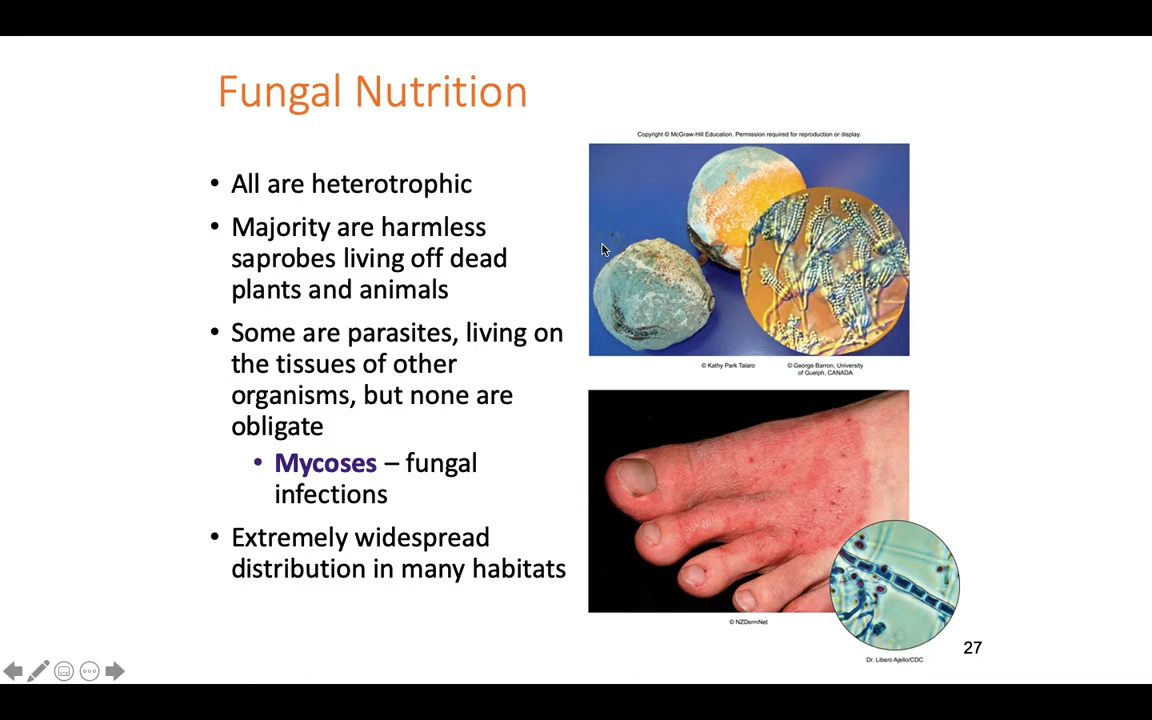 Fungal Nutrition
Copyright © McGraw-Hill Education. Permission required for reproduction or display.
• All are heterotrophic
• Majority are harmless
saprobes living off dead
plants and animals
• Some are parasites, living on
the tissues of other
organisms, but none are
obligate
• Mycoses – fungal
infections
• Extremely widespread
distribution in many habitats
© Kathy Park Talaro
© George Barron, University
of Guelph, CANADA
© NZDermNet
Dr. Libero Ajello/CDC
27